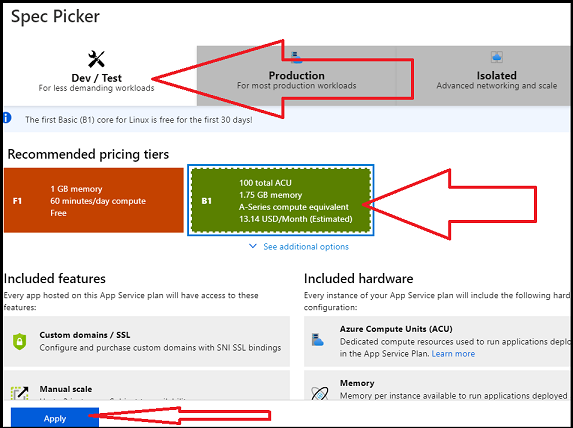 Spec Picker
Dev / Test
For less demanding workloads
Production
For most production workloads
Isolated
Advanced networking and scale
The first Basic (B1) core for Linux is free for the first 30 days!
Recommended pricing tiers
F1
1 GB memory
60 minutes/day compute
Free
B1
100 total ACU
1.75 GB memory
A-Series compute equivalent
13.14 USD/Month (Estimated)
See additional options
Included features
Every app hosted on this App Service plan will have access to these
features:
Custom domains / SSL
Configure and purchase custom domains with SNI SSL bindings
Manual scale
Included hardware
Every instance of your App Service plan will include the following hard
configuration:
Azure Compute Units (ACU)
Dedicated compute resources used to run applications deplo
in the App Service Plan. Learn more
Memory
Memory per instance available to run applications deployed
Apply